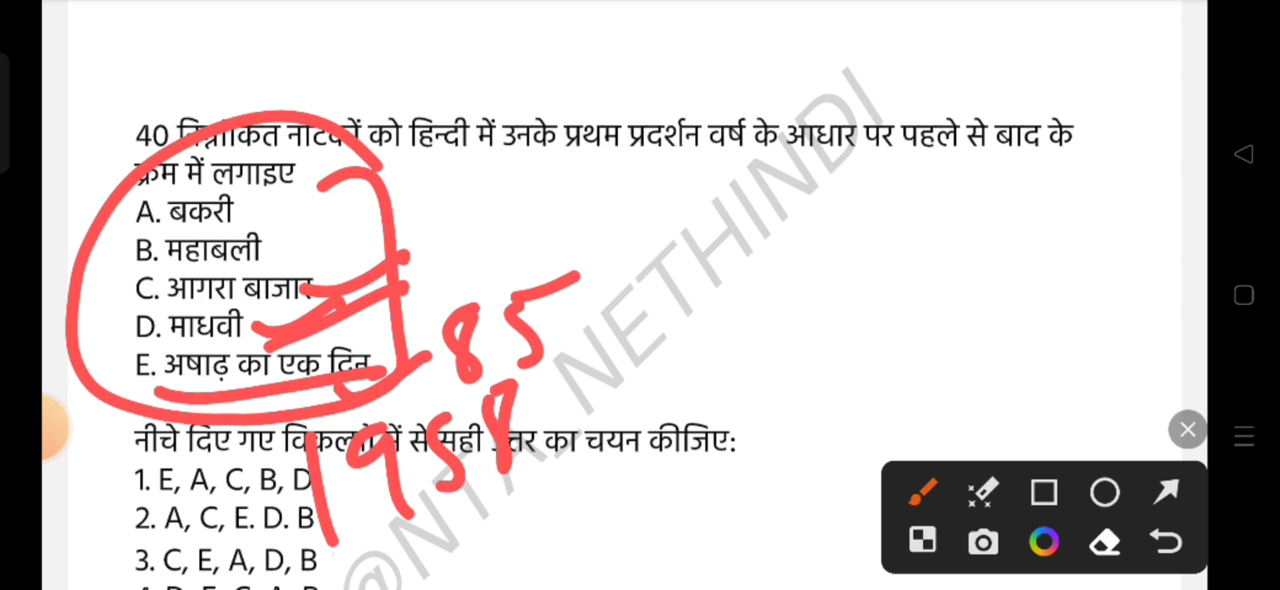 40 निम्नांकित नाटकों को हिन्दी में उनके प्रथम प्रदर्शन वर्ष के आधार पर पहले से बाद के
क्रम में लगाइए
A. बकरी
B. महाबली
C. आगरा बाजार
D. माधवी
E. अषाढ़ का एक दिन
85
1958
नीचे दिए गए विकल्पों में से सही उत्तर का चयन कीजिए:
1. E, A, C, B, D
2. A, C, E. D. B
3. C, E, A, D, B
@NTA_NETHINDI